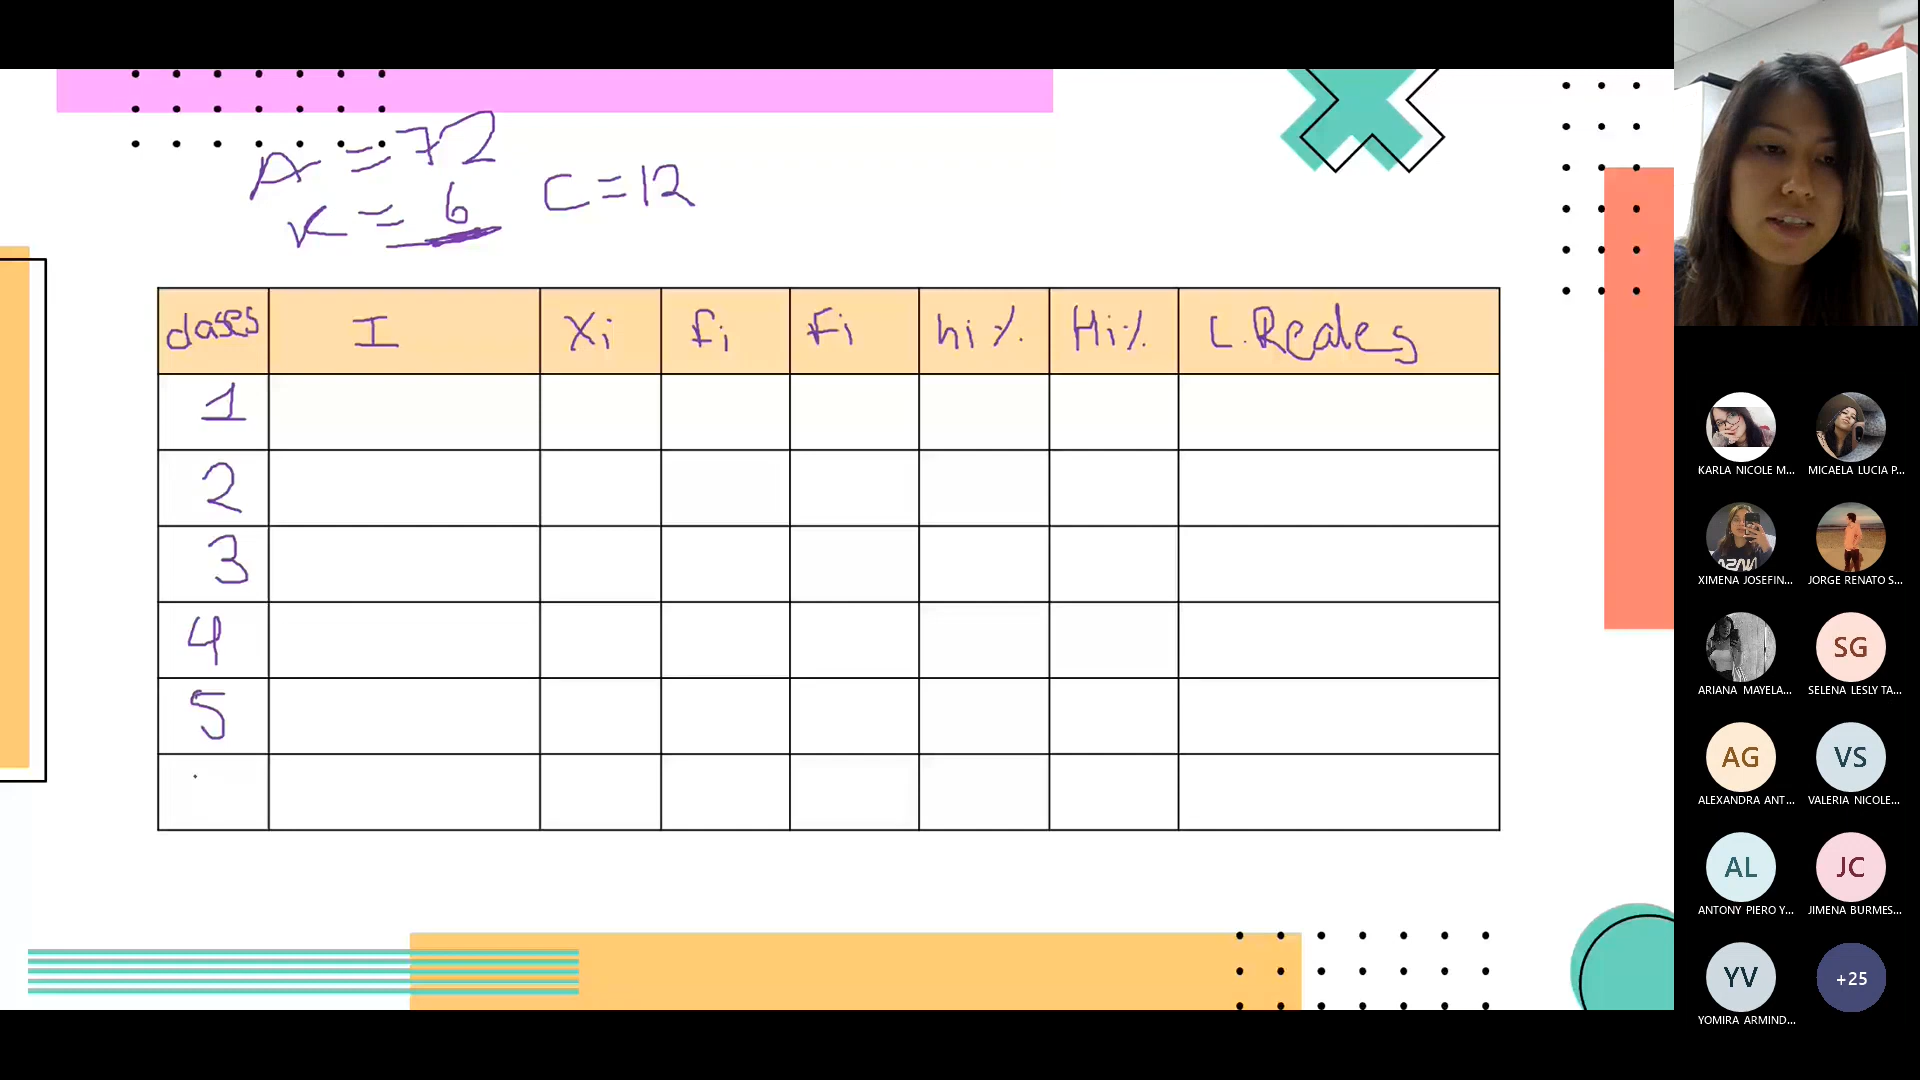 A = 72
K = 6 C = 12
clases I Xi fi Fi hi% Hi% L.Reales
1
2
3
4
5
KARLA NICOLE M... MICAELA LUCIA P...
XIMENA JOSEFIN... JORGE RENATO S...
SG
ARIANA MAYELA... SELENA LESLY TA...
AG VS
ALEXANDRA ANT... VALERIA NICOLE...
AL JC
ANTONY PIERO Y... JIMENA BURMES...
YV +25
YOMIRA ARMIND...